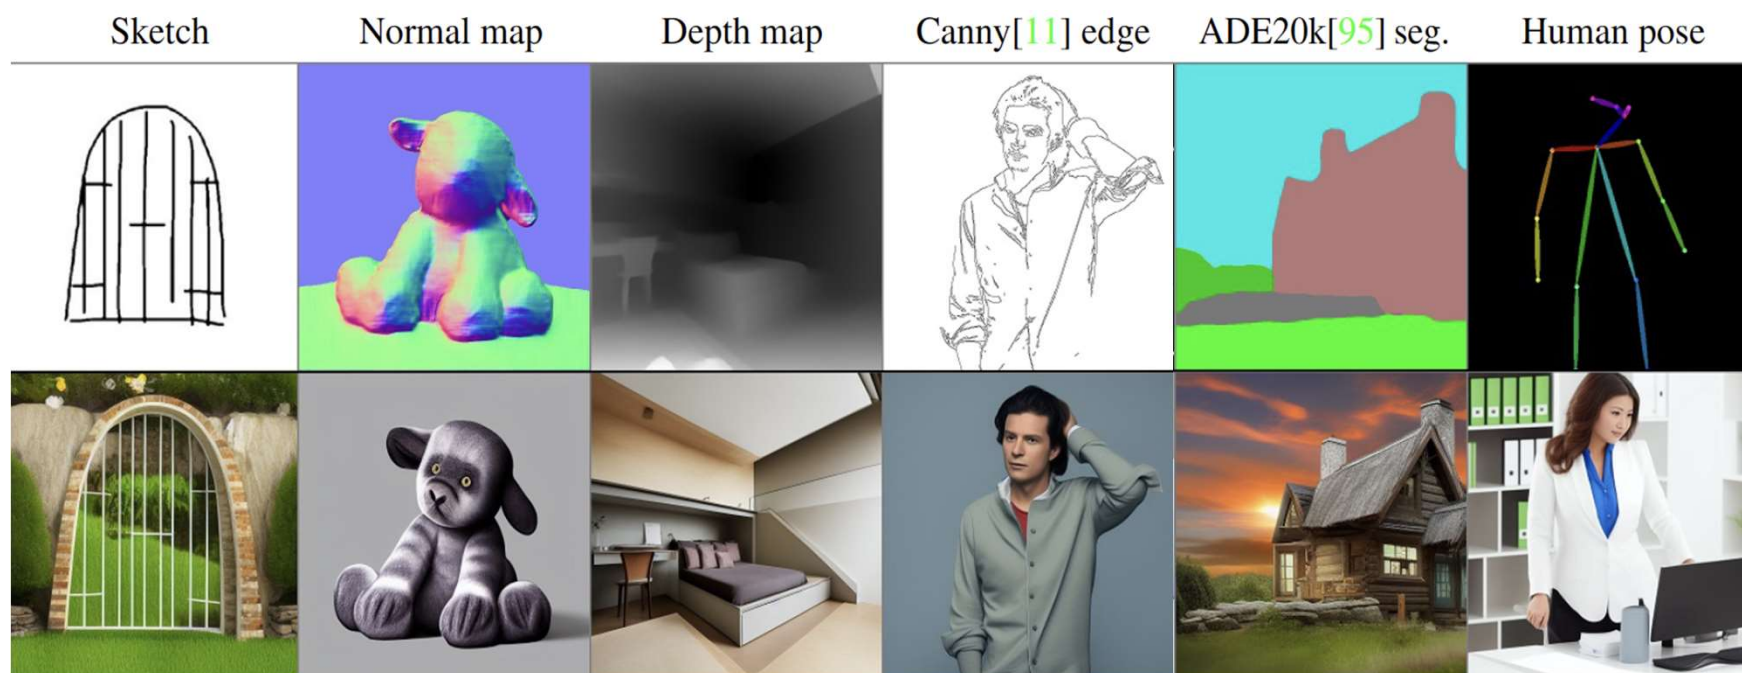 Sketch Normal map Depth map Canny[11] edge ADE20k[95] seg. Human pose